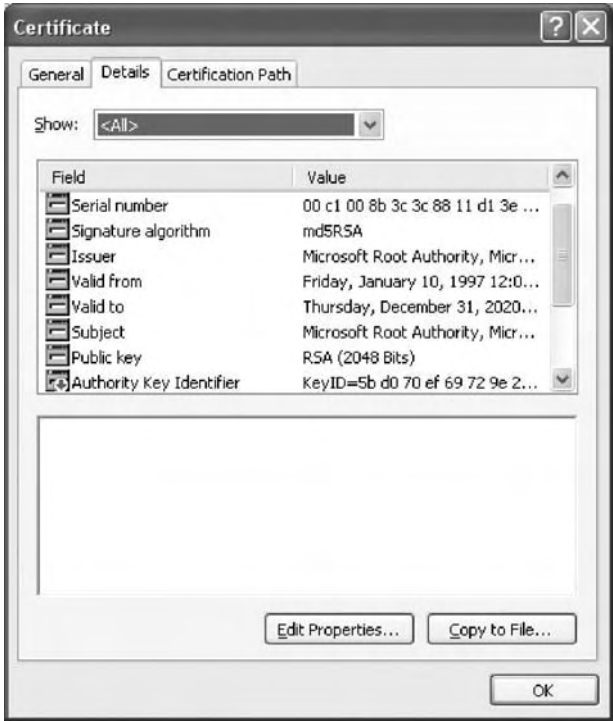 Certificate
General Details Certification Path
Show: <All>
Field Value
Serial number 00 c1 00 8b 3c 3c 88 11 d1 3e ...
Signature algorithm md5RSA
Issuer Microsoft Root Authority, Micr...
Valid from Friday, January 10, 1997 12:0...
Valid to Thursday, December 31, 2020...
Subject Microsoft Root Authority, Micr...
Public key RSA (2048 Bits)
Authority Key Identifier KeyID=5b d0 70 ef 69 72 9e 2...
Edit Properties... Copy to File...
OK